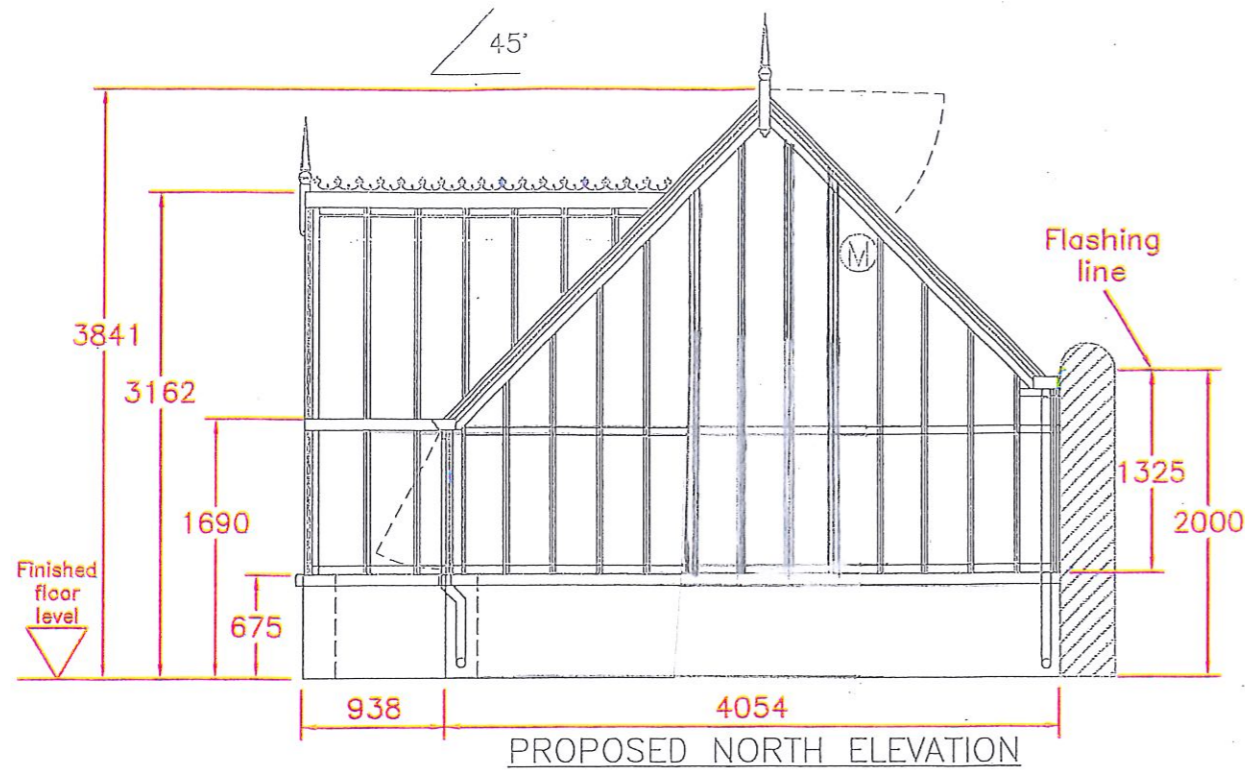 45°
3841
3162
1690
675
Finished
floor
level
M
Flashing
line
1325
2000
938
4054
PROPOSED NORTH ELEVATION